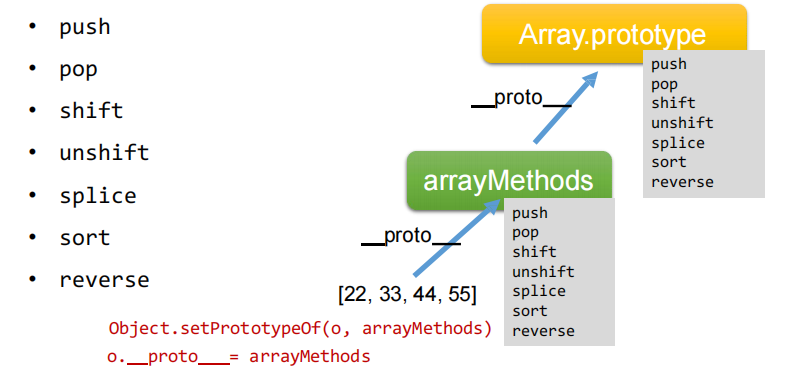 • push
• pop
• shift
• unshift
• splice
• sort
• reverse
Array.prototype
push
pop
shift
unshift
splice
sort
reverse
__proto__
arrayMethods
push
pop
shift
unshift
splice
sort
reverse
__proto__
[22, 33, 44, 55]
Object.setPrototypeOf(o, arrayMethods)
o.__proto___= arrayMethods